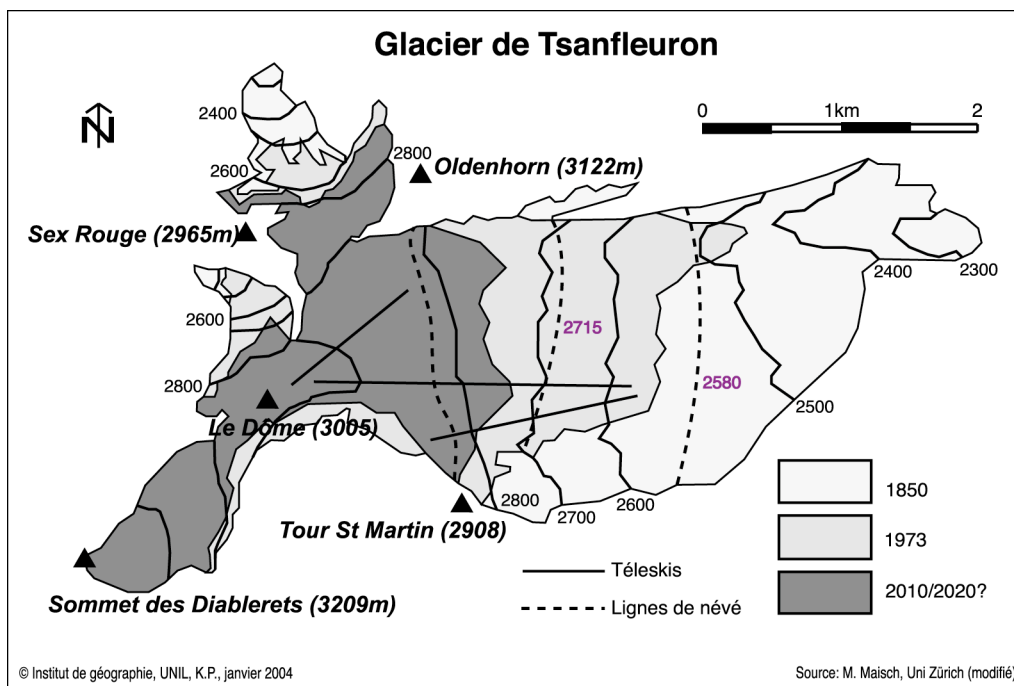 Glacier de Tsanfleuron
N
0 1km 2
2400
2600
2800
Oldenhorn (3122m)
Sex Rouge (2965m)
2600
2800
Le Dôme (3005)
2715
2580
2400
2300
2500
2800
2700
2600
Tour St Martin (2908)
Sommet des Diablerets (3209m)
Téleskis
Lignes de névé
1850
1973
2010/2020?
© Institut de géographie, UNIL, K.P., janvier 2004
Source: M. Maisch, Uni Zürich (modifié)